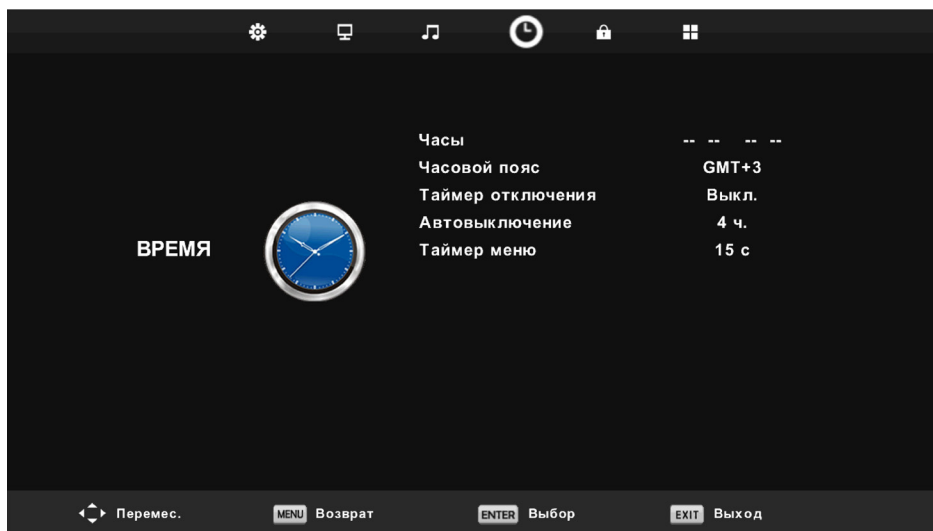 Часы -- -- -- --
Часовой пояс GMT+3
Таймер отключения Выкл.
Автовыключение 4 ч.
ВРЕМЯ
Таймер меню 15 с
Перемес. MENU Возврат ENTER Выбор EXIT Выход